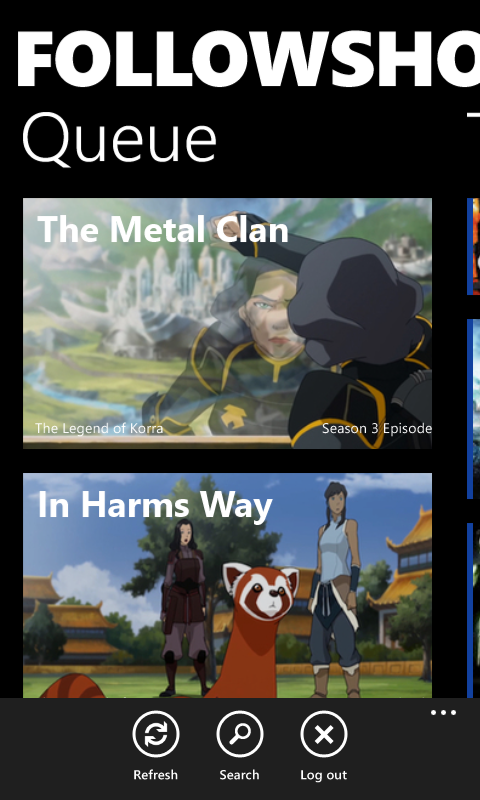 FOLLOWSHO
Queue
The Metal Clan
The Legend of Korra
Season 3 Episode
In Harms Way
Refresh
Search
Log out